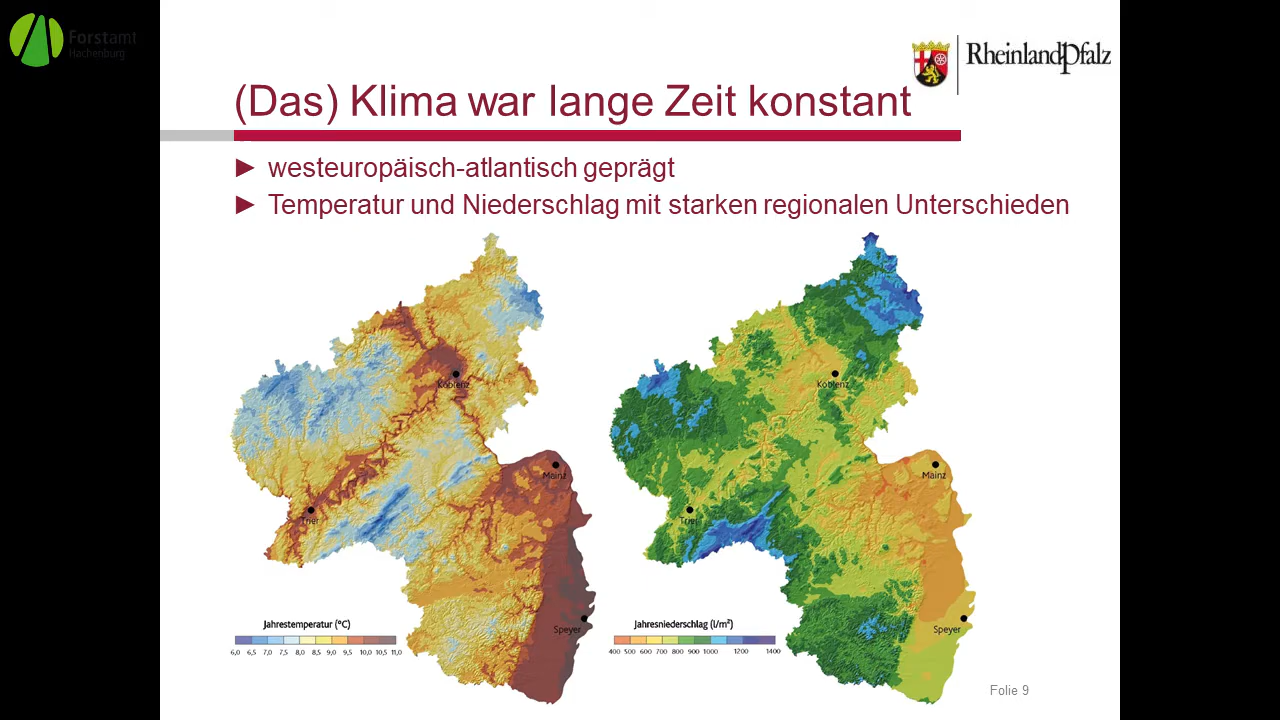 Forstamt
Hachenburg
RheinlandPfalz
(Das) Klima war lange Zeit konstant
► westeuropäisch-atlantisch geprägt
► Temperatur und Niederschlag mit starken regionalen Unterschieden
Koblenz
Mainz
Trier
Speyer
Jahrestemperatur (°C)
6,0 6,5 7,0 7,5 8,0 8,5 9,0 9,5 10,0 10,5 11,0
Koblenz
Mainz
Trier
Speyer
Jahresniederschlag (l/m²)
400 500 600 700 800 900 1000 1200 1400
Folie 9